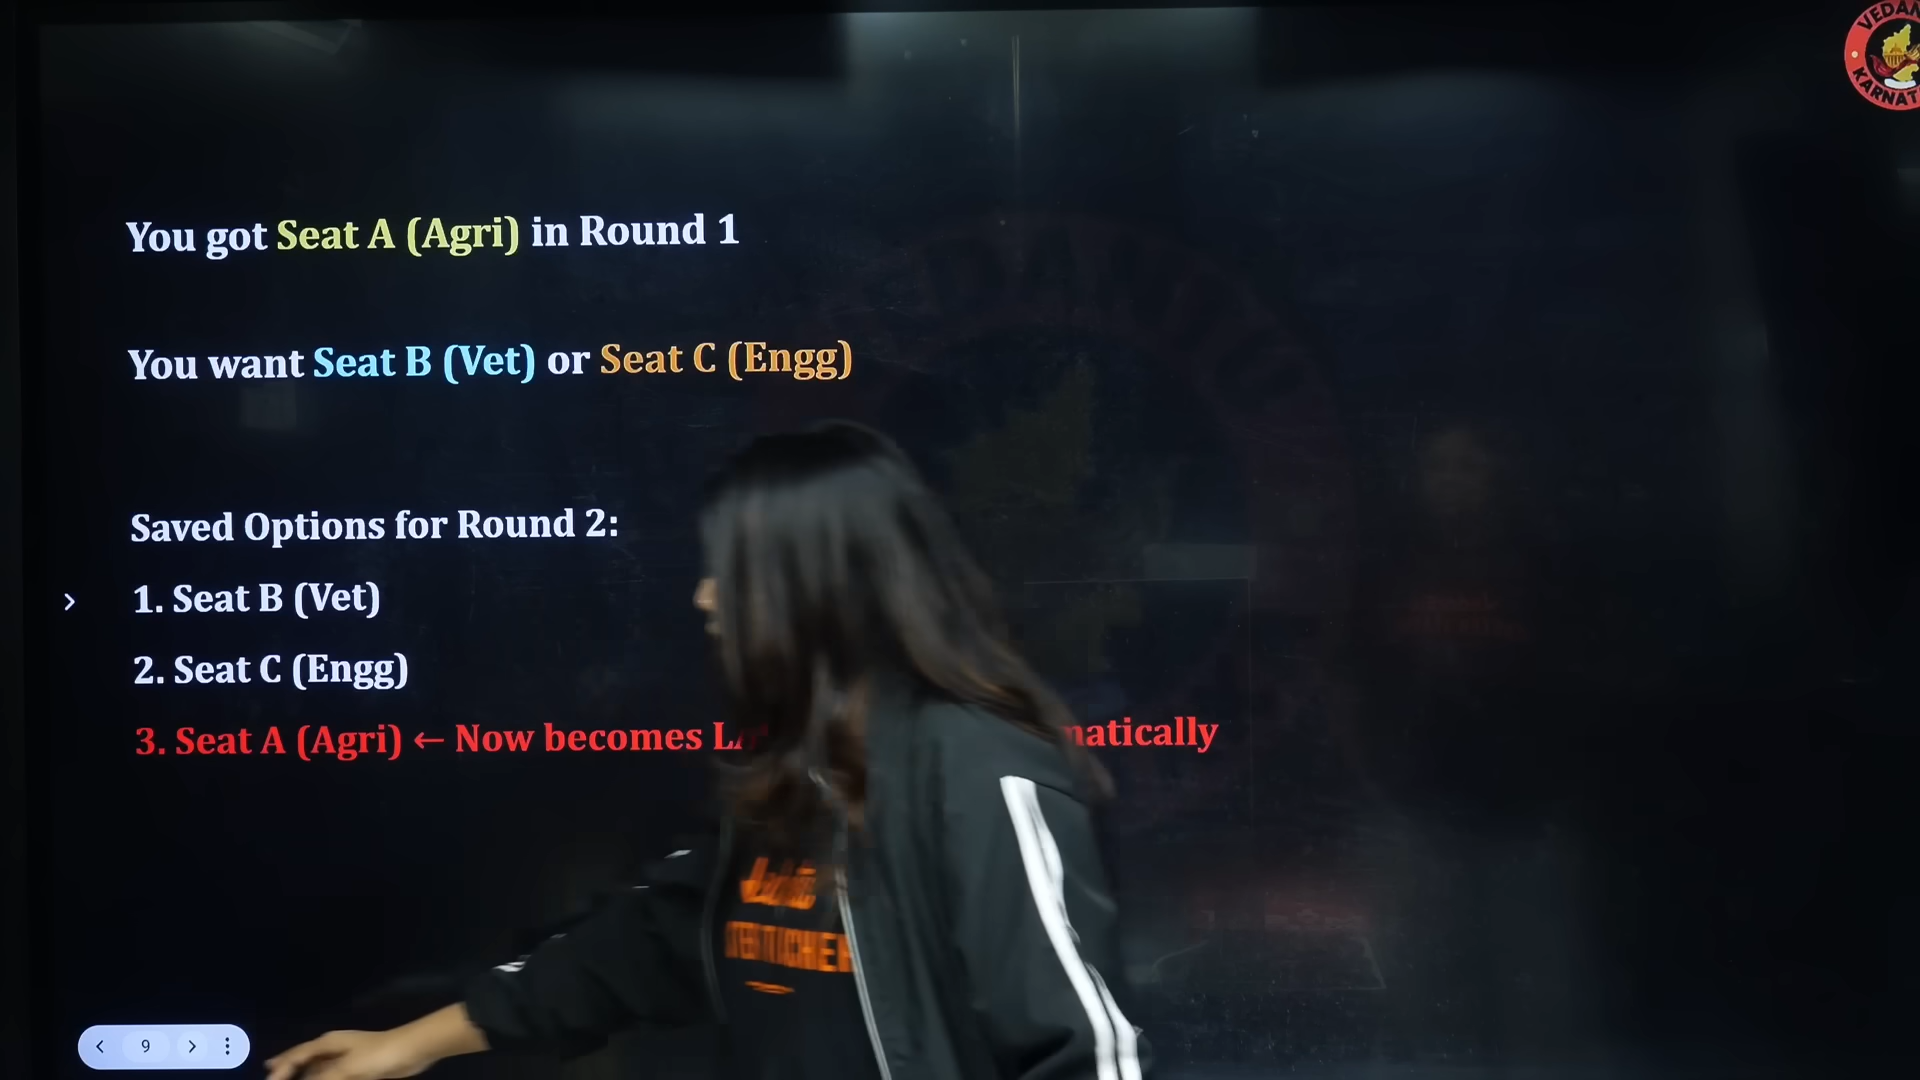 You got Seat A (Agri) in Round 1
You want Seat B (Vet) or Seat C (Engg)
Saved Options for Round 2:
1. Seat B (Vet)
2. Seat C (Engg)
3. Seat A (Agri) ← Now becomes
9